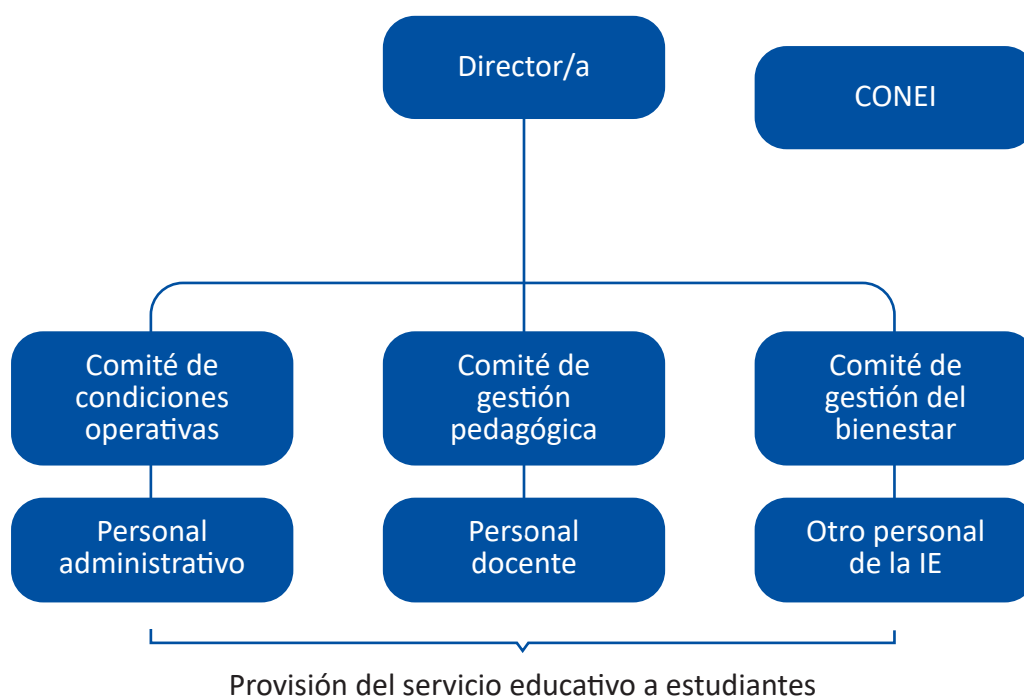 Director/a
CONEI
Comité de
condiciones
operativas
Comité de
gestión
pedagógica
Comité de
gestión del
bienestar
Personal
administrativo
Personal
docente
Otro personal
de la IE
Provisión del servicio educativo a estudiantes